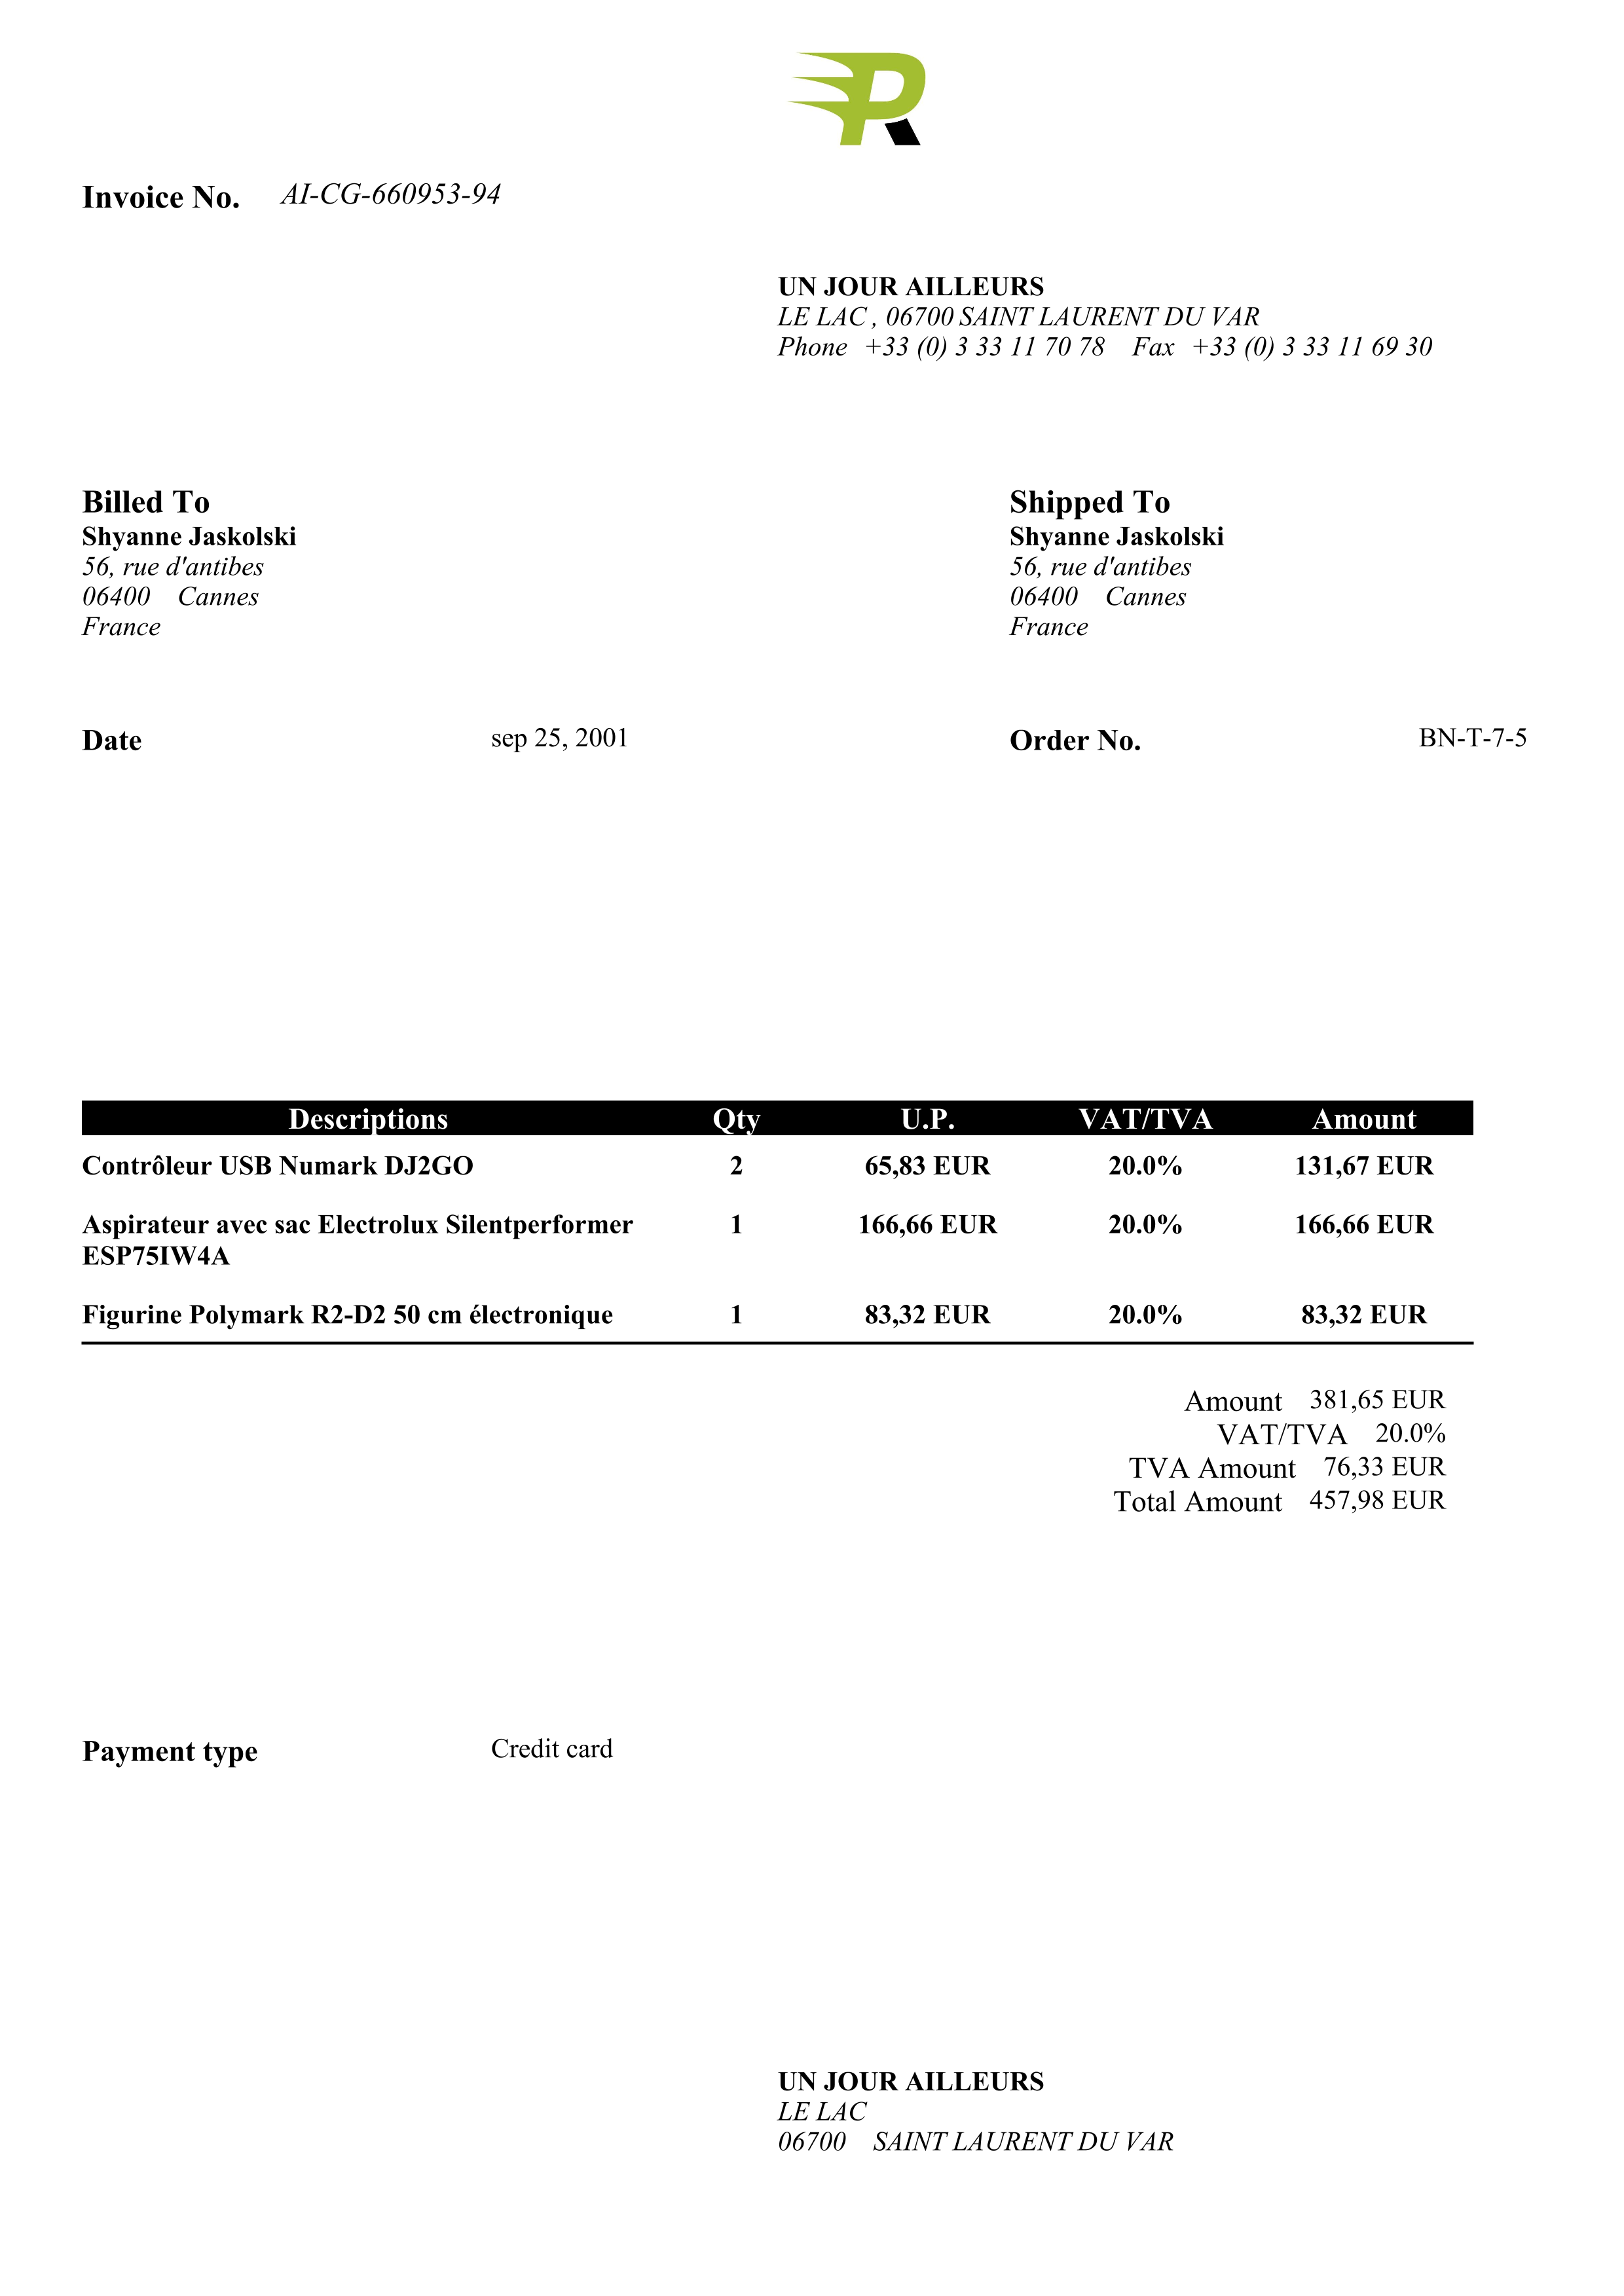 Invoice No. AI-CG-660953-94
UN JOUR AILLEURS
LE LAC , 06700 SAINT LAURENT DU VAR
Phone +33 (0) 3 33 11 70 78 Fax +33 (0) 3 33 11 69 30
Billed To
Shyanne Jaskolski
56, rue d'antibes
06400 Cannes
France
Shipped To
Shyanne Jaskolski
56, rue d'antibes
06400 Cannes
France
Date sep 25, 2001 Order No. BN-T-7-5
Descriptions Qty U.P. VAT/TVA Amount
Contrôleur USB Numark DJ2GO 2 65,83 EUR 20.0% 131,67 EUR
Aspirateur avec sac Electrolux Silentperformer 1 166,66 EUR 20.0% 166,66 EUR
ESP75IW4A
Figurine Polymark R2-D2 50 cm électronique 1 83,32 EUR 20.0% 83,32 EUR
Amount 381,65 EUR
VAT/TVA 20.0%
TVA Amount 76,33 EUR
Total Amount 457,98 EUR
Payment type Credit card
UN JOUR AILLEURS
LE LAC
06700 SAINT LAURENT DU VAR